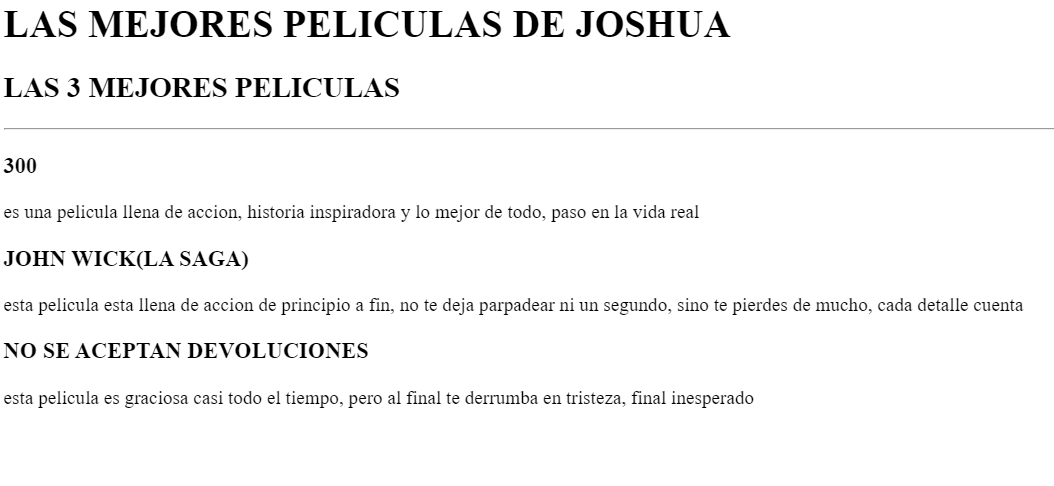 LAS MEJORES PELICULAS DE JOSHUA
LAS 3 MEJORES PELICULAS
300
es una pelicula llena de accion, historia inspiradora y lo mejor de todo, paso en la vida real
JOHN WICK(LA SAGA)
esta pelicula esta llena de accion de principio a fin, no te deja parpadear ni un segundo, sino te pierdes de mucho, cada detalle cuenta
NO SE ACEPTAN DEVOLUCIONES
esta pelicula es graciosa casi todo el tiempo, pero al final te derrumba en tristeza, final inesperado